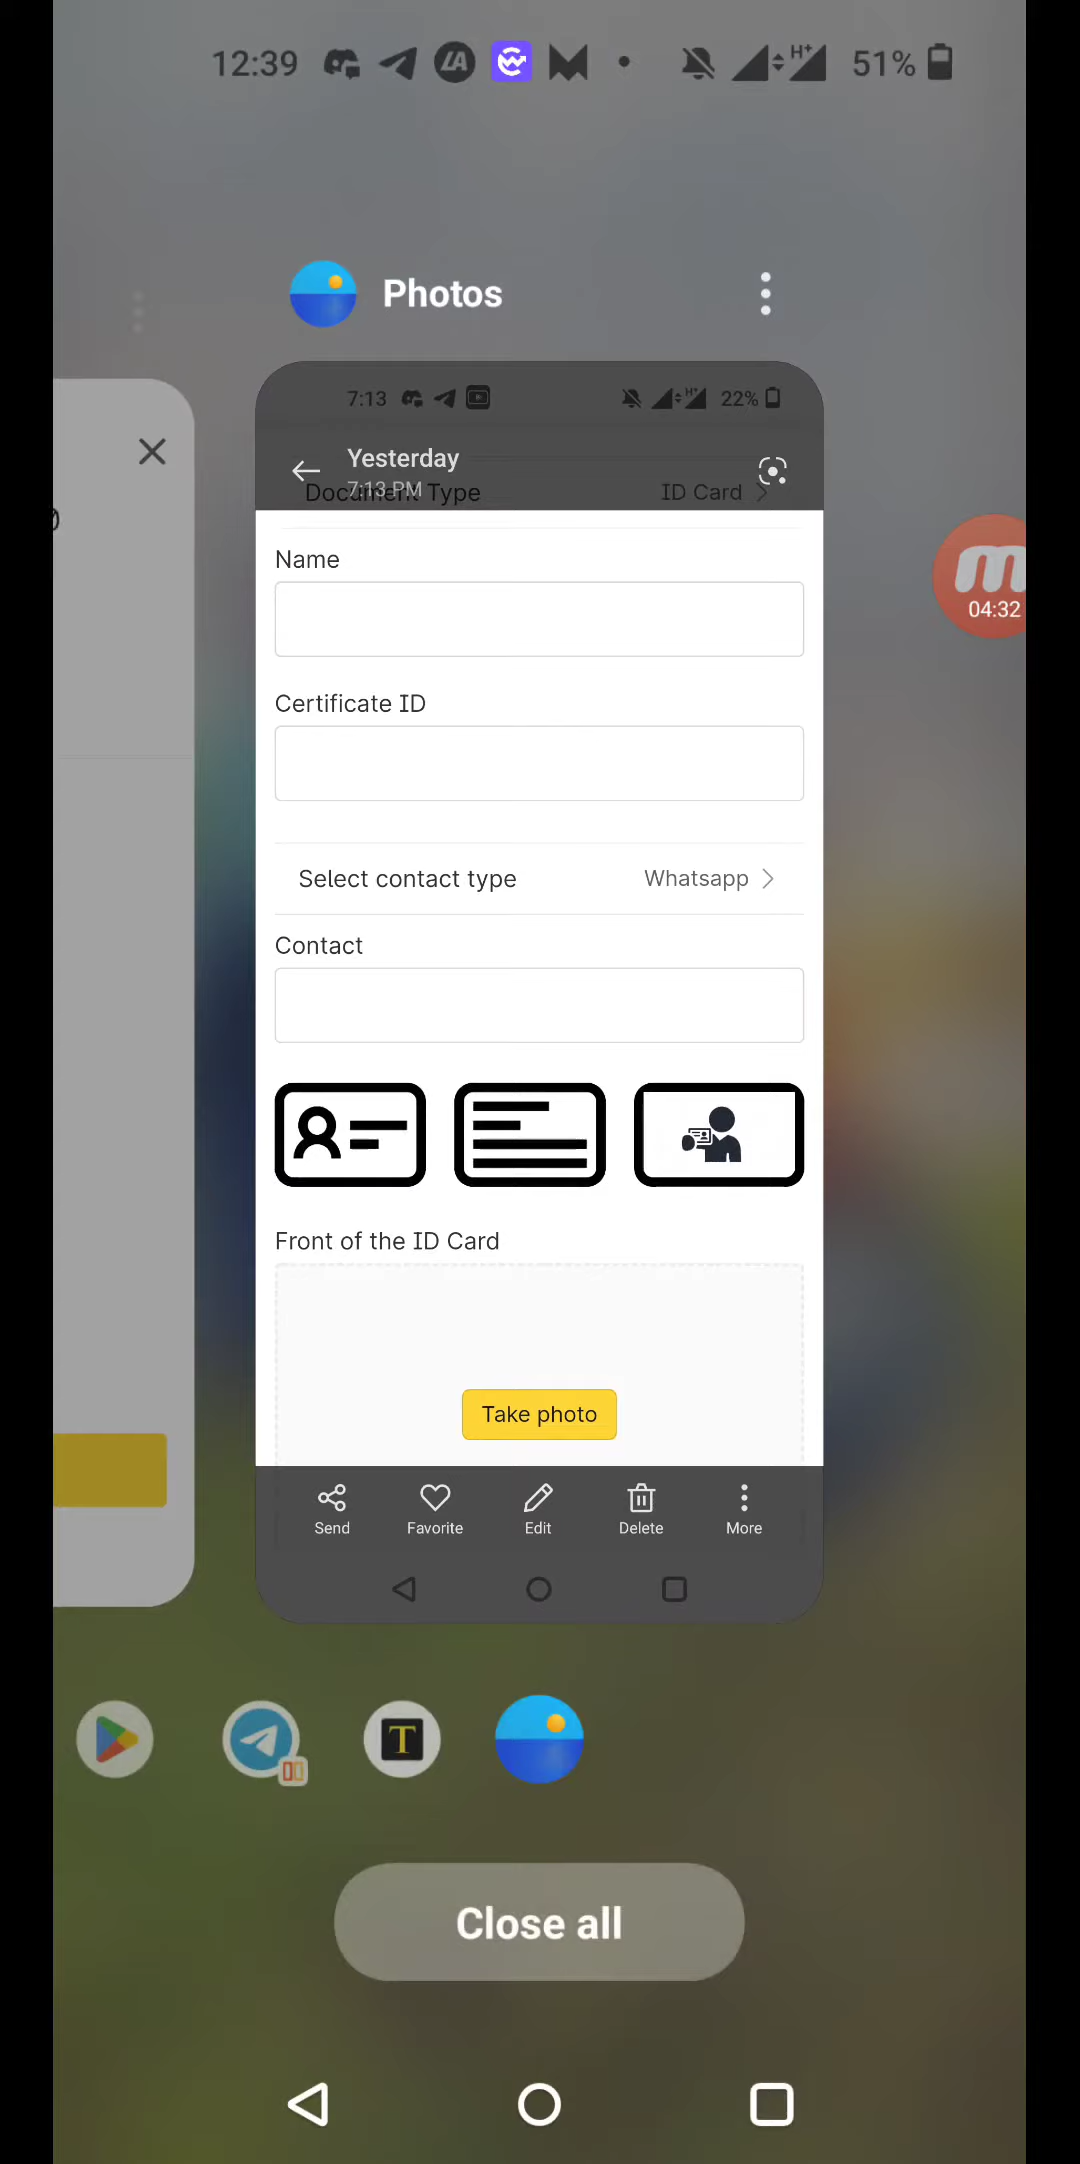 12:39 H+ 51%
Photos
04:32
7:13 H+ 22%
Yesterday
7:13 PM
Document Type ID Card
Name
Certificate ID
Select contact type Whatsapp
Contact
Front of the ID Card
Take photo
Send Favorite Edit Delete More
T
Close all